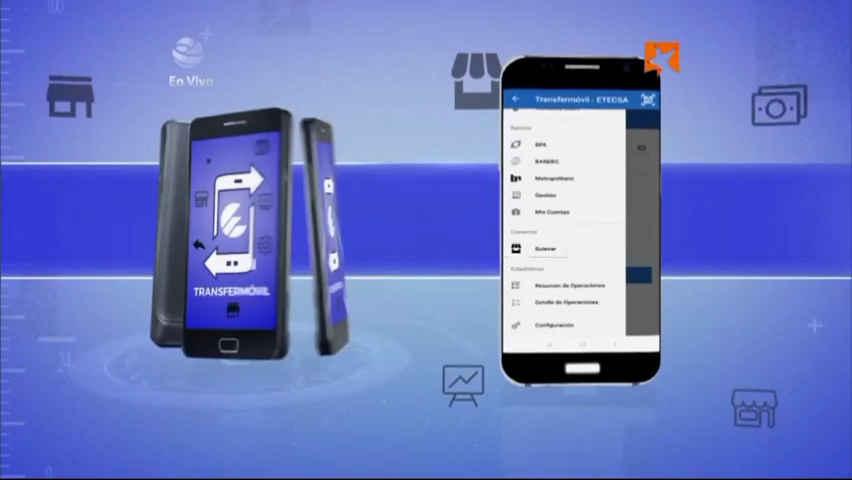 En Vivo
TRANSFERMÓVIL
Transfermóvil - ETECSA
Bancos
BPA
BANDEC
Metropolitano
Gestión
Mis Cuentas
Comercio
Bulevar
Estadísticas
Resumen de Operaciones
Detalle de Operaciones
Configuración